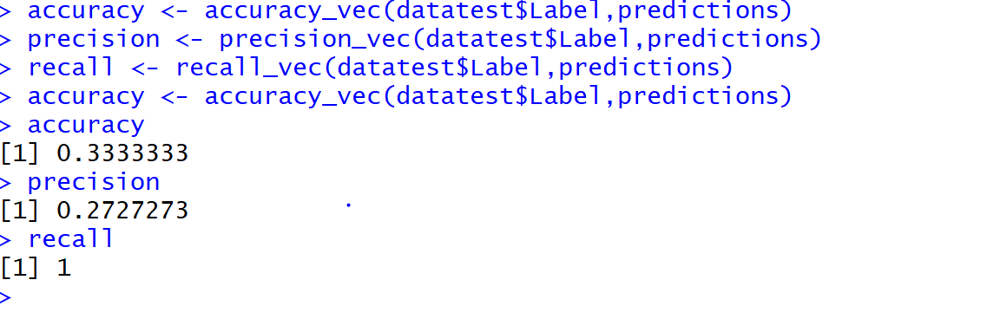 > accuracy <- accuracy_vec(datatest$Label,predictions)
> precision <- precision_vec(datatest$Label,predictions)
> recall <- recall_vec(datatest$Label,predictions)
> accuracy <- accuracy_vec(datatest$Label,predictions)
> accuracy
[1] 0.3333333
> precision
[1] 0.2727273
> recall
[1] 1
>